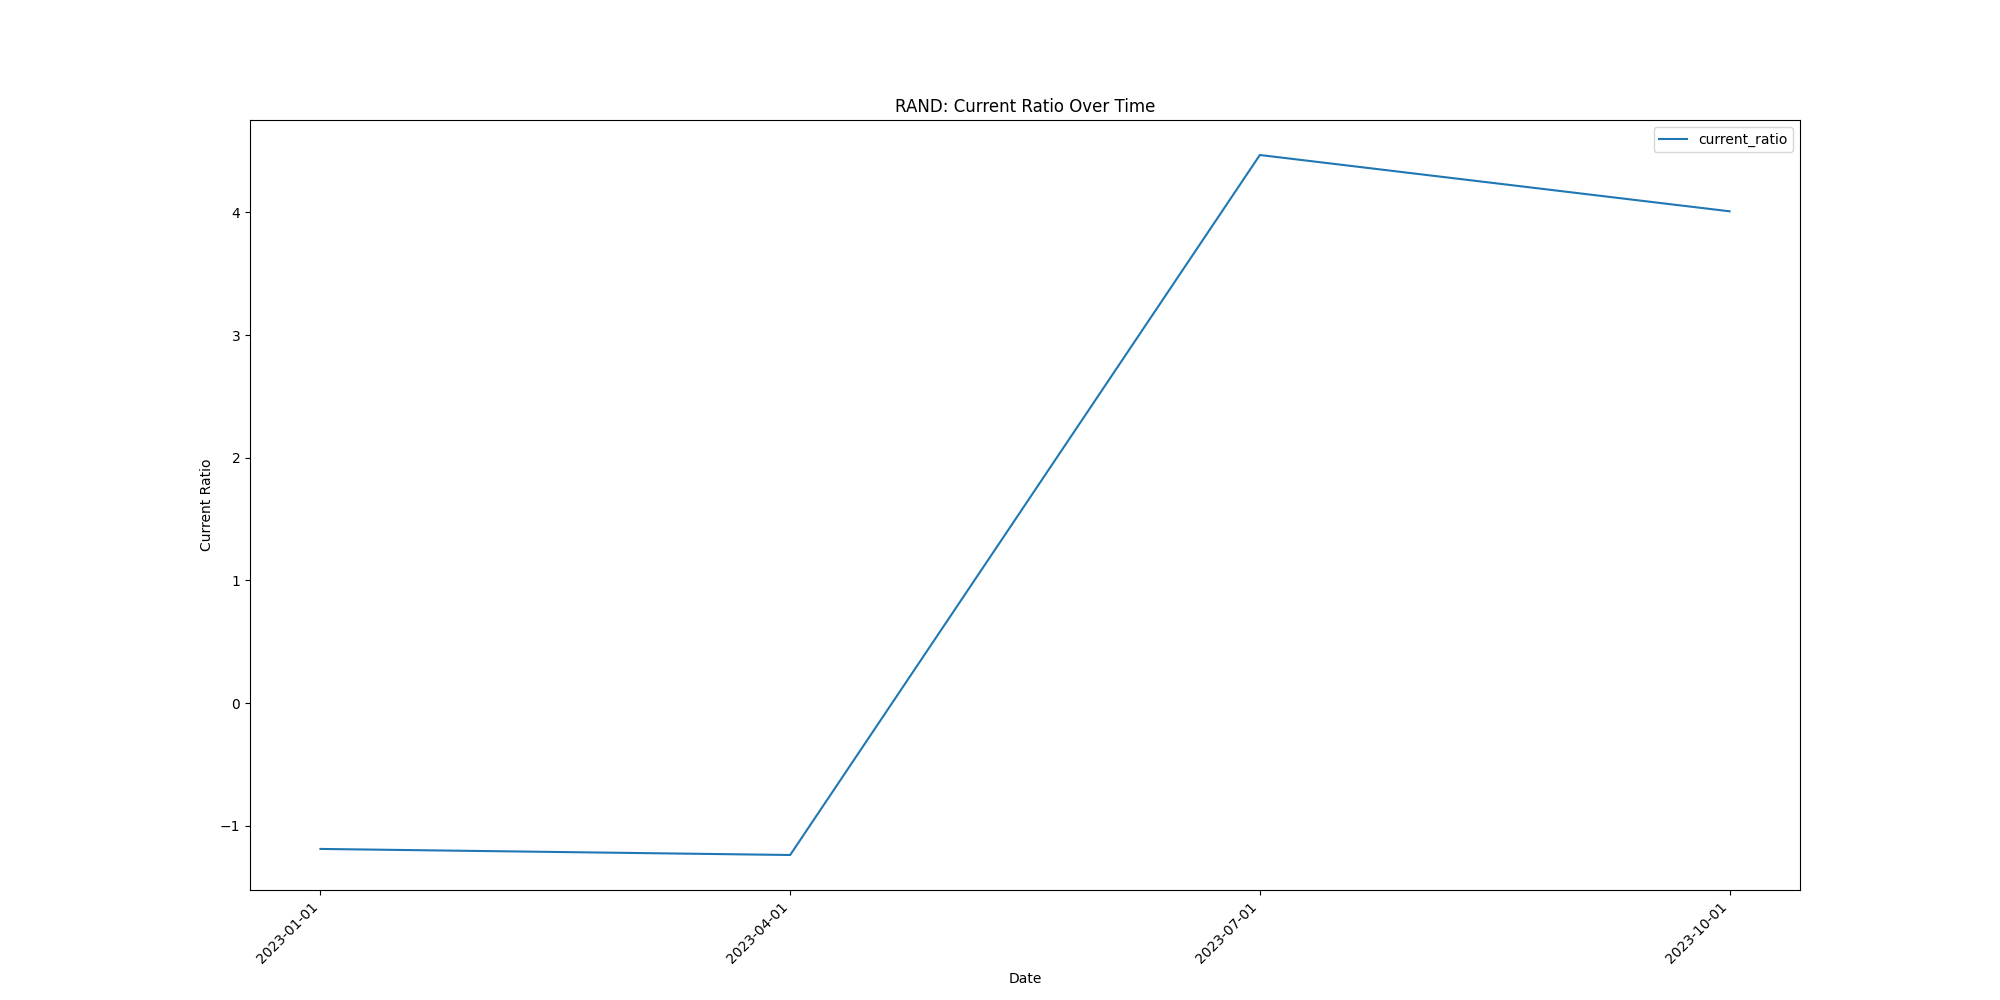 RAND: Current Ratio Over Time
current_ratio
Current Ratio
4
3
2
1
0
−1
2023-01-01
2023-04-01
2023-07-01
2023-10-01
Date